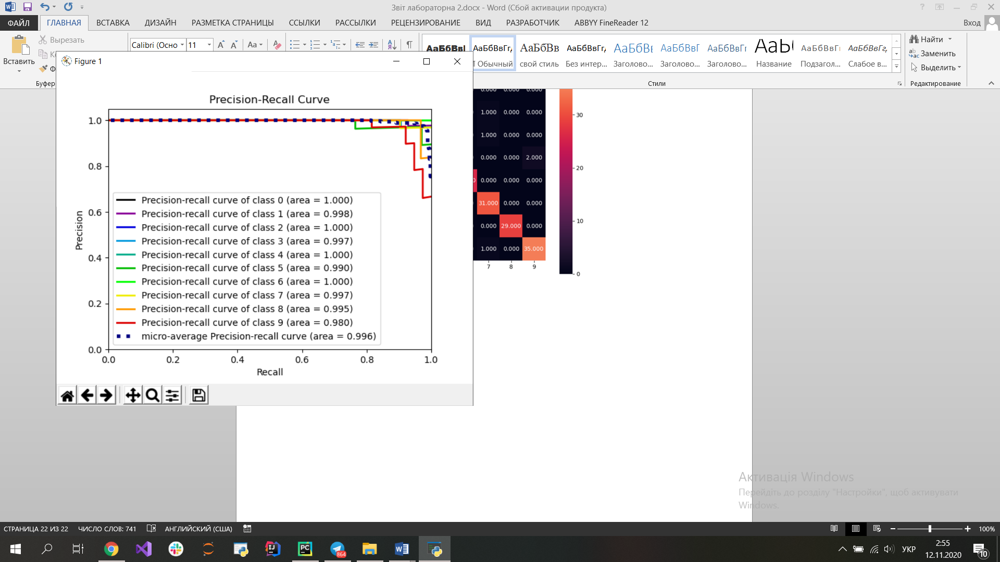 Звіт лабораторна 2.docx - Word (Сбой активации продукта)
ФАЙЛ ГЛАВНАЯ ВСТАВКА ДИЗАЙН РАЗМЕТКА СТРАНИЦЫ ССЫЛКИ РАССЫЛКИ РЕЦЕНЗИРОВАНИЕ ВИД РАЗРАБОТЧИК ABBYY FineReader 12 Вход
Вставить
Вырезать
Буфер
Calibri (Осно 11
АаБбВвГг, АаБбВв АаБбВвГг, АаБбВ АаБбВвГ АаБбВвГг АаБ АаБбВвГг АаБбВвГг,
Обычный свой стиль Без интер... Заголово... Заголово... Заголово... Название Подзагол... Слабое в...
Стили
Найти
Заменить
Выделить
Редактирование
Figure 1
Precision-Recall Curve
1.0
0.8
0.6
0.4
0.2
0.0
Precision
Precision-recall curve of class 0 (area = 1.000)
Precision-recall curve of class 1 (area = 0.998)
Precision-recall curve of class 2 (area = 1.000)
Precision-recall curve of class 3 (area = 0.997)
Precision-recall curve of class 4 (area = 1.000)
Precision-recall curve of class 5 (area = 0.990)
Precision-recall curve of class 6 (area = 1.000)
Precision-recall curve of class 7 (area = 0.997)
Precision-recall curve of class 8 (area = 0.995)
Precision-recall curve of class 9 (area = 0.980)
micro-average Precision-recall curve (area = 0.996)
0.0 0.2 0.4 0.6 0.8 1.0
Recall
0.000 0.000 0.000
1.000 0.000 0.000
1.000 0.000 0.000
0.000 0.000 2.000
0.000 0.000 0.000
31.000 0.000 0.000
0.000 29.000 0.000
1.000 0.000 35.000
7 8 9
30
20
10
0
Активація Windows
Перейдіть до розділу "Настройки", щоб активувати
Windows.
СТРАНИЦА 22 ИЗ 22 ЧИСЛО СЛОВ: 741 АНГЛИЙСКИЙ (США) 100%
864
УКР
2:55
12.11.2020
10